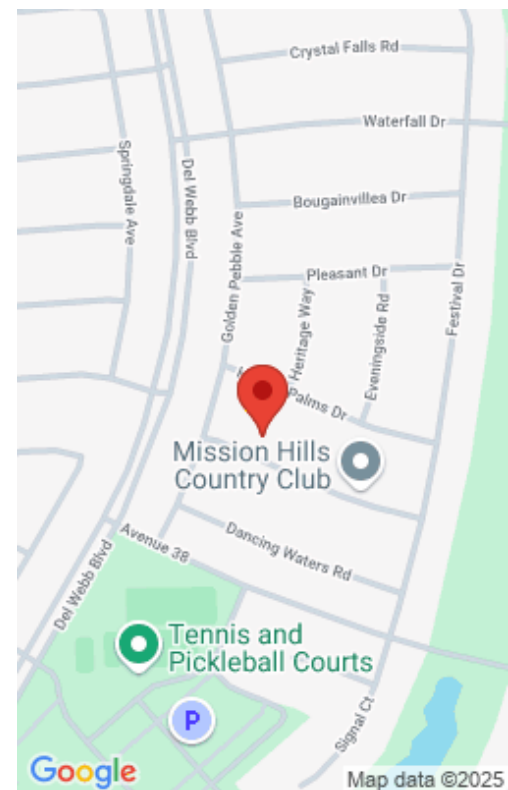 Crystal Falls Rd
Waterfall Dr
Springdale Ave
Del Webb Blvd
Bougainvillea Dr
Golden Pebble Ave
Pleasant Dr
Heritage Way
Eveningside Rd
Festival Dr
Palms Dr
Mission Hills
Country Club
Dancing Waters Rd
Avenue 38
Del Webb Blvd
Tennis and
Pickleball Courts
P
Signal Ct
Google
Map data ©2025